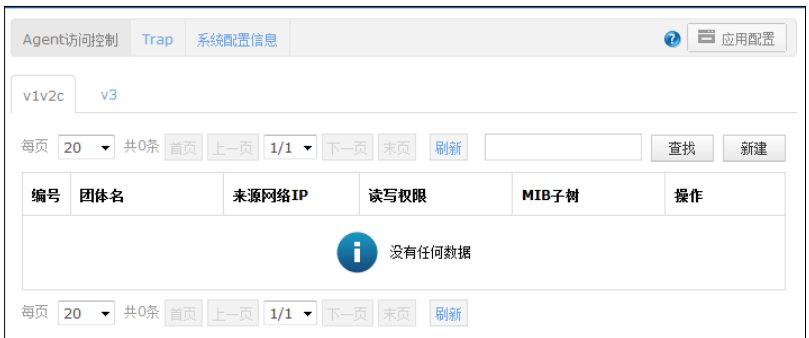 Agent访问控制 Trap 系统配置信息 应用配置
v1v2c v3
每页 20 共0条 首页 上一页 1/1 下一页 末页 刷新 查找 新建
编号 团体名 来源网络IP 读写权限 MIB子树 操作
没有任何数据
每页 20 共0条 首页 上一页 1/1 下一页 末页 刷新